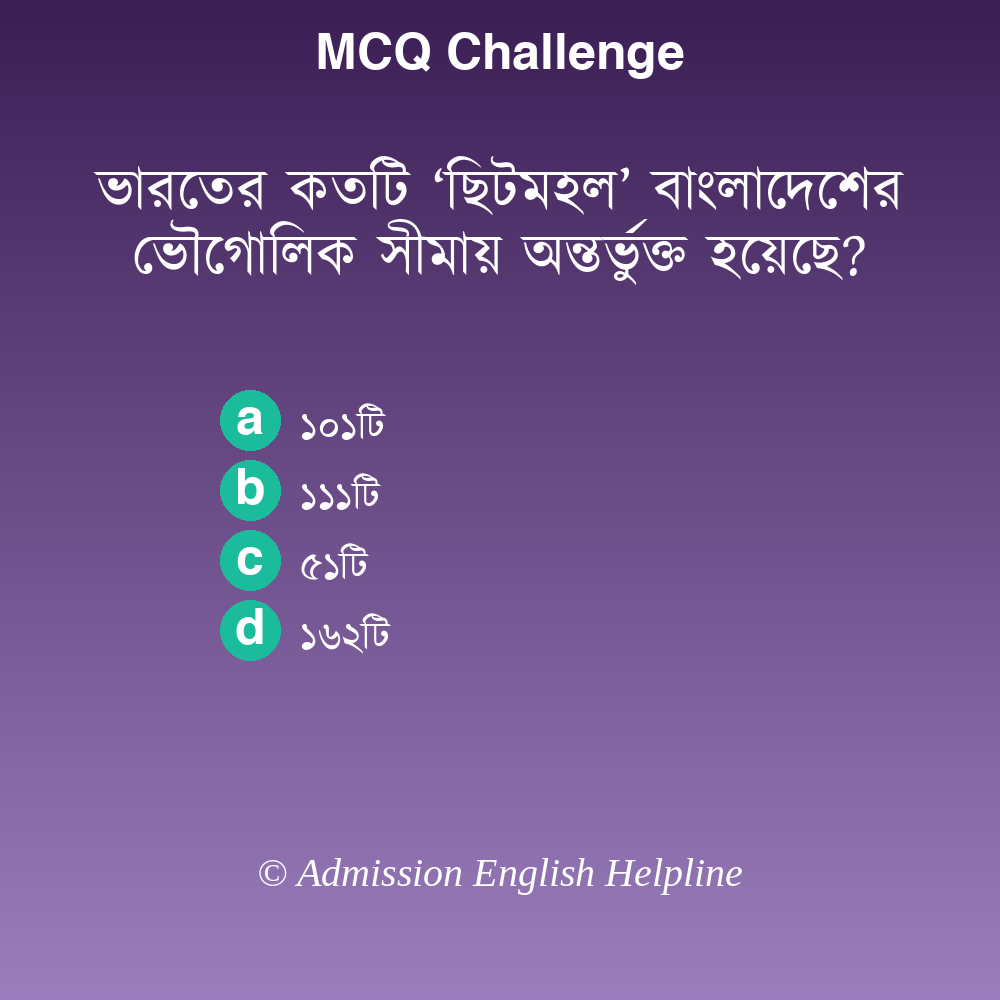 MCQ Challenge
ভারতের কতটি ‘ছিটমহল’ বাংলাদেশের
ভৌগোলিক সীমায় অন্তর্ভুক্ত হয়েছে?
a ১০১টি
b ১১১টি
c ৫১টি
d ১৬২টি
© Admission English Helpline